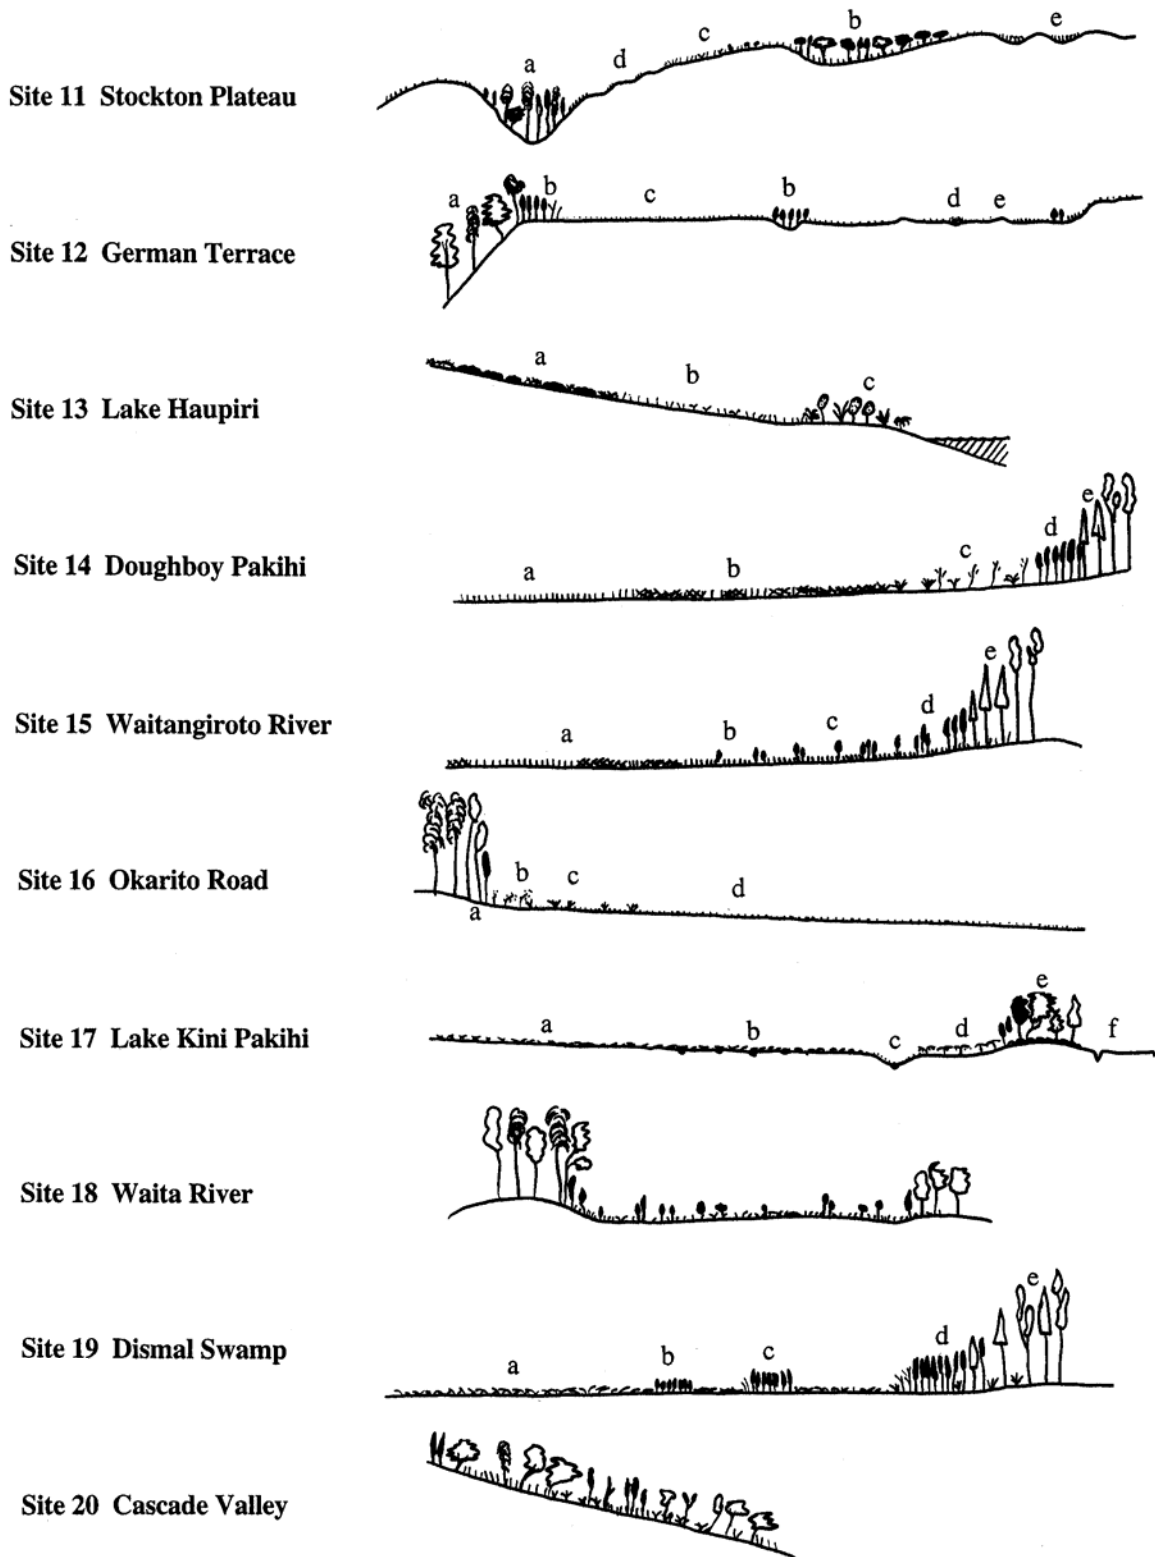 a d c b e
Site 11 Stockton Plateau
a b c b d e
Site 12 German Terrace
a b c
Site 13 Lake Haupiri
a b c d e
Site 14 Doughboy Pakihi
a b c d e
Site 15 Waitangiroto River
Site 16 Okarito Road
b c d
a
a b c d e f
Site 17 Lake Kini Pakihi
Site 18 Waita River
a b c d e
Site 19 Dismal Swamp
Site 20 Cascade Valley